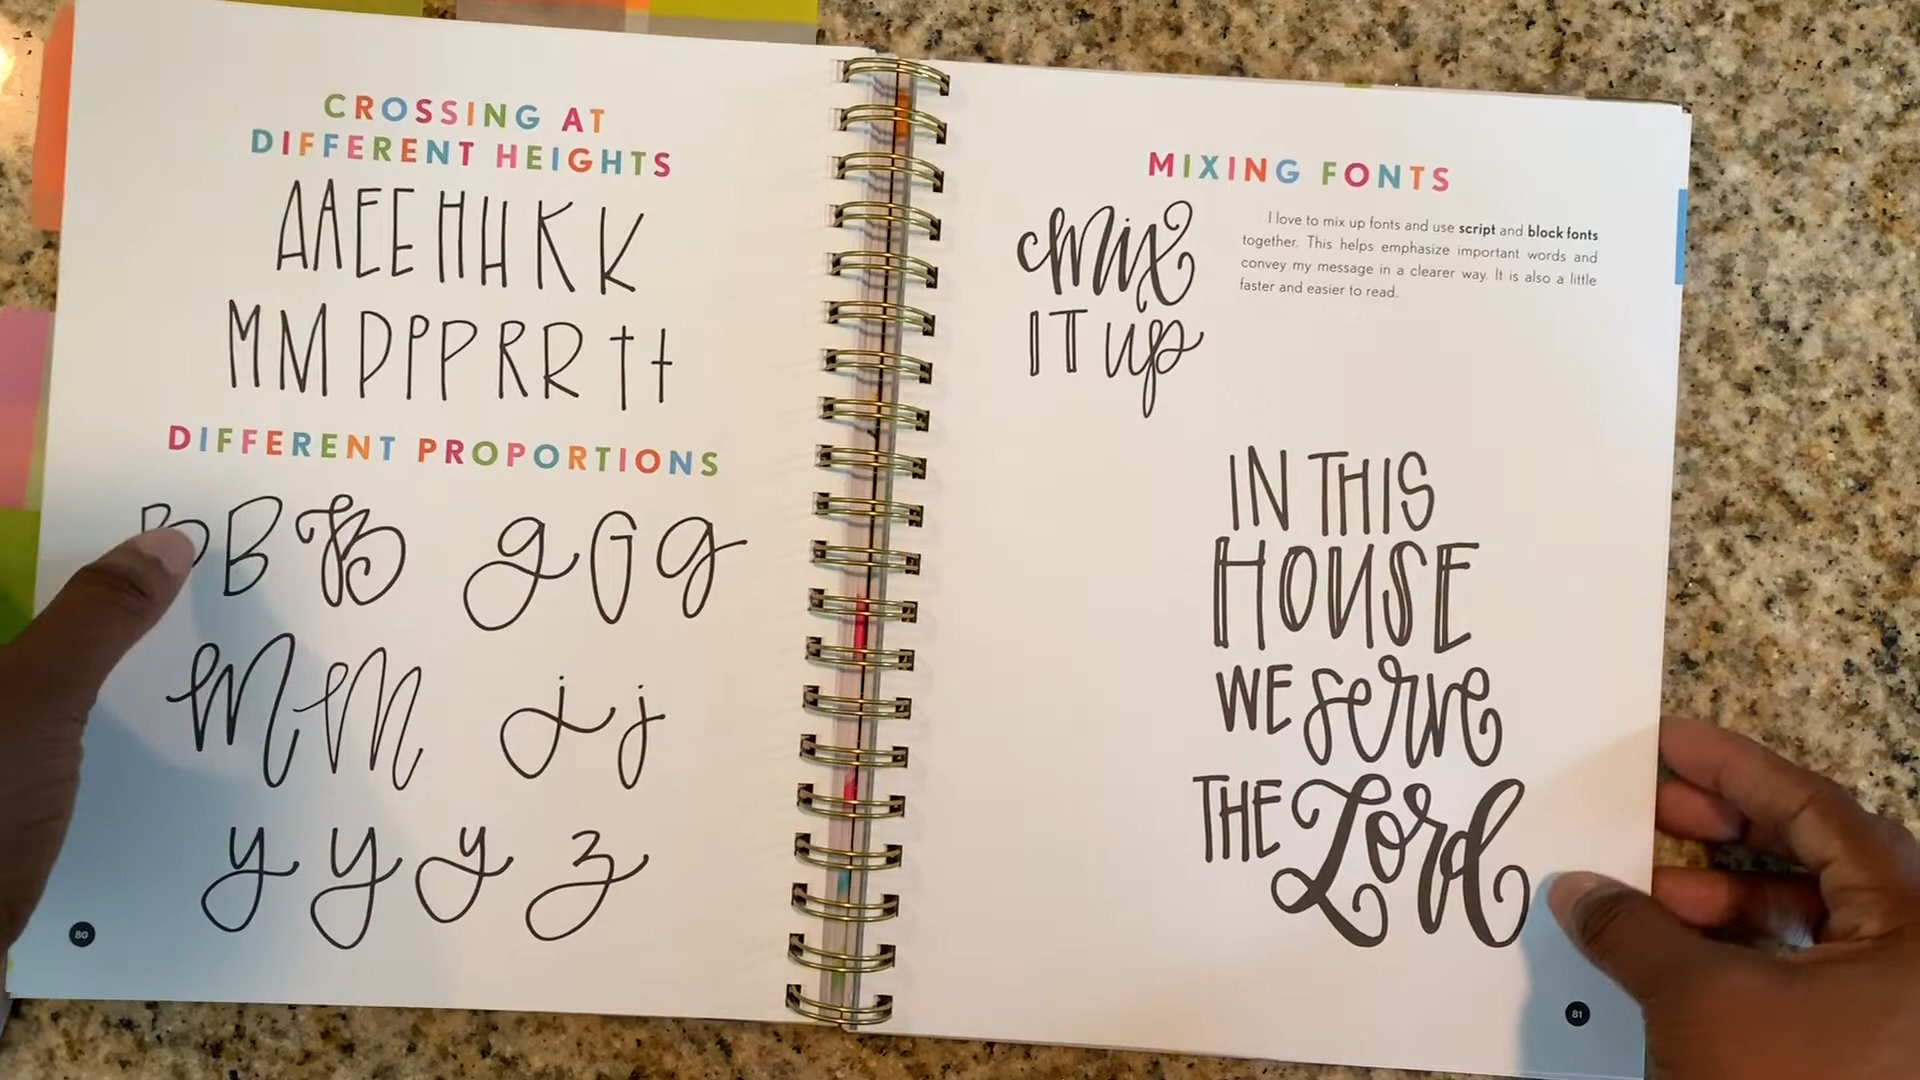 CROSSING AT
DIFFERENT HEIGHTS
AAEEHHKK
MMDPPRRTt
DIFFERENT PROPORTIONS
BBB gGg
MM jj
yyyz
80
MIXING FONTS
mix
IT up
I love to mix up fonts and use script and block fonts
together. This helps emphasize important words and
convey my message in a clearer way. It is also a little
faster and easier to read.
IN THIS
HOUSE
WE serve
THE Lord
81